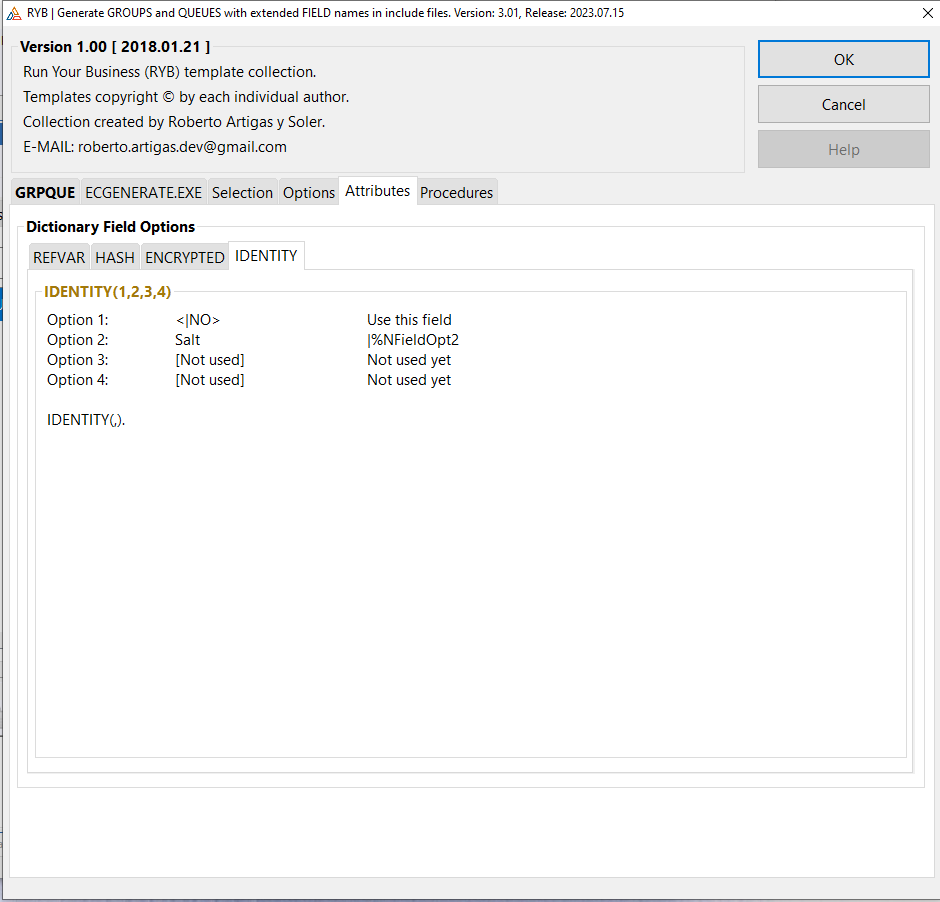 RYB | Generate GROUPS and QUEUES with extended FIELD names in include files. Version: 3.01, Release: 2023.07.15
Version 1.00 [ 2018.01.21 ]
Run Your Business (RYB) template collection.
Templates copyright © by each individual author.
Collection created by Roberto Artigas y Soler.
E-MAIL: roberto.artigas.dev@gmail.com
OK
Cancel
Help
GRPQUE ECGENERATE.EXE Selection Options Attributes Procedures
Dictionary Field Options
REFVAR HASH ENCRYPTED IDENTITY
IDENTITY(1,2,3,4)
Option 1: <|NO> Use this field
Option 2: Salt |%NFieldOpt2
Option 3: [Not used] Not used yet
Option 4: [Not used] Not used yet
IDENTITY(,).